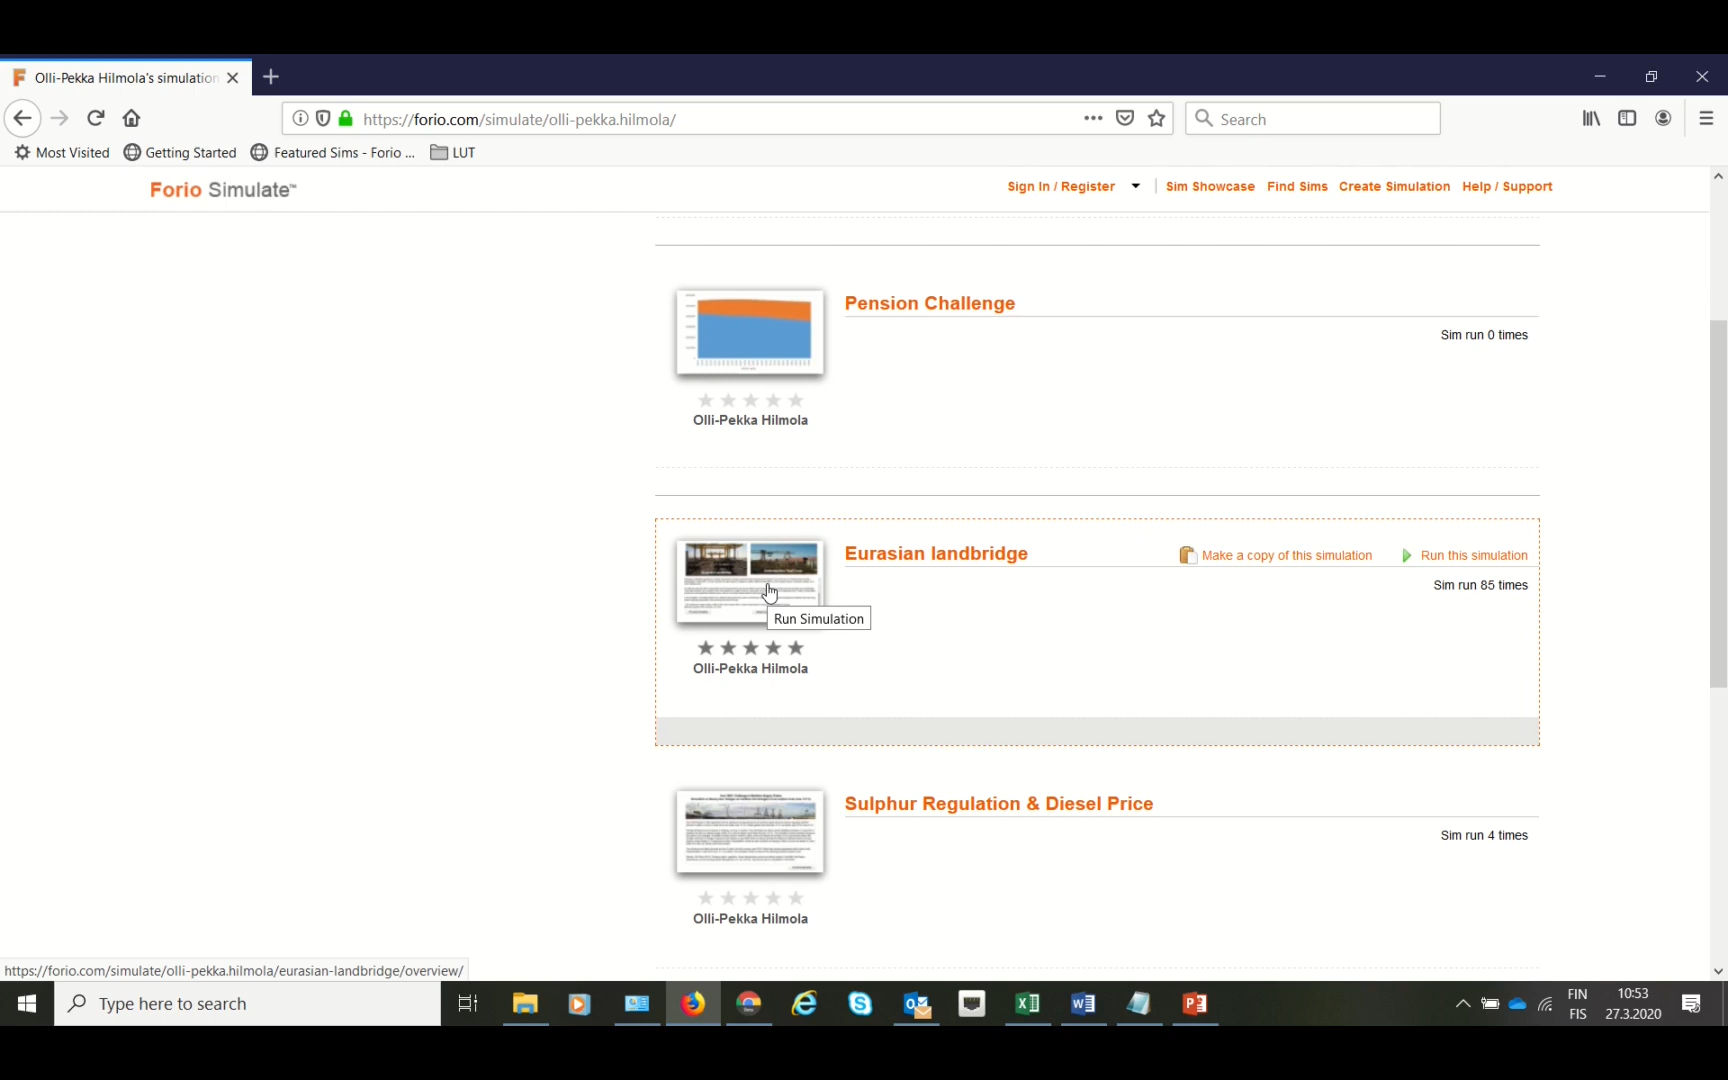 Olli-Pekka Hilmola's simulation
https://forio.com/simulate/olli-pekka.hilmola/
Search
Most Visited
Getting Started
Featured Sims - Forio ...
LUT
Forio Simulate™
Sign In / Register
Sim Showcase
Find Sims
Create Simulation
Help / Support
Pension Challenge
Sim run 0 times
Olli-Pekka Hilmola
Eurasian landbridge
Make a copy of this simulation
Run this simulation
Sim run 85 times
Run Simulation
Olli-Pekka Hilmola
Sulphur Regulation & Diesel Price
Sim run 4 times
Olli-Pekka Hilmola
https://forio.com/simulate/olli-pekka.hilmola/eurasian-landbridge/overview/
Type here to search
FIN
FIS
10:53
27.3.2020